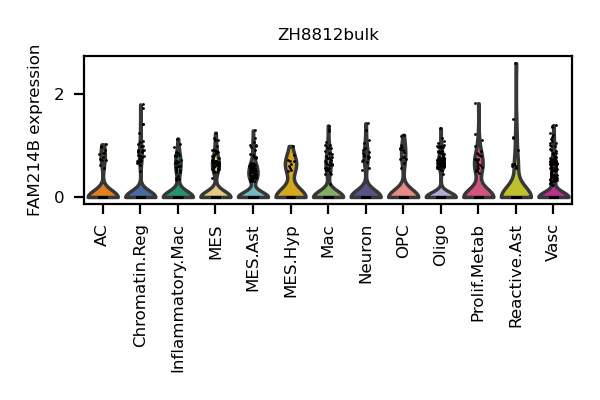 ZH8812bulk
FAM214B expression
2
0
AC
Chromatin.Reg
Inflammatory.Mac
MES
MES.Ast
MES.Hyp
Mac
Neuron
OPC
Oligo
Prolif.Metab
Reactive.Ast
Vasc